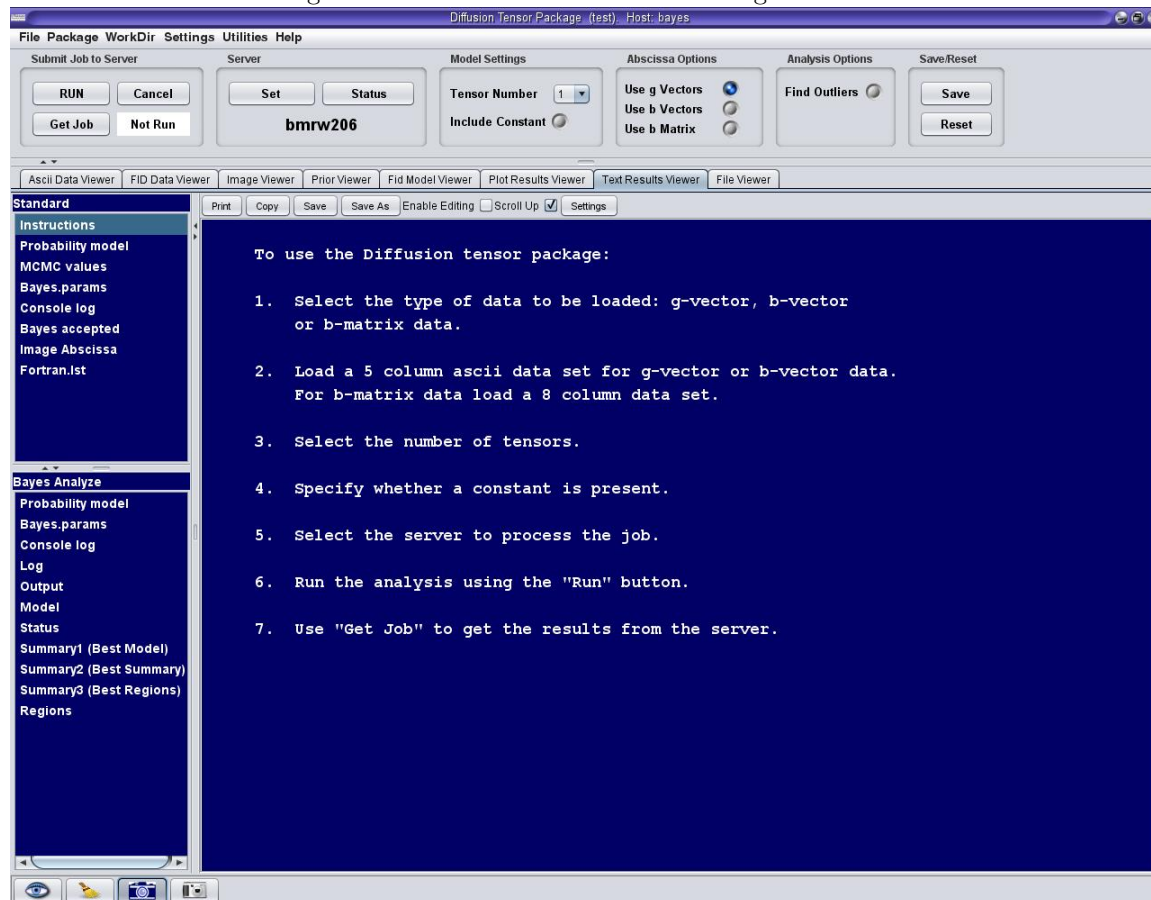 Diffusion Tensor Package (test), Host: bayes
File Package WorkDir Settings Utilities Help
Submit Job to Server
Server
Model Settings
Abscissa Options
Analysis Options
Save/Reset
RUN Cancel
Set Status
Tensor Number 1
Use g Vectors
Find Outliers
Save
Use b Vectors
Get Job Not Run
bmrw206
Include Constant
Use b Matrix
Reset
Ascii Data Viewer FID Data Viewer Image Viewer Prior Viewer Fid Model Viewer Plot Results Viewer Text Results Viewer File Viewer
Standard
Print Copy Save Save As Enable Editing Scroll Up Settings
Instructions
Probability model
MCMC values
Bayes.params
Console log
Bayes accepted
Image Abscissa
Fortran.lst
Bayes Analyze
Probability model
Bayes.params
Console log
Log
Output
Model
Status
Summary1 (Best Model)
Summary2 (Best Summary)
Summary3 (Best Regions)
Regions
To use the Diffusion tensor package:
1. Select the type of data to be loaded: g-vector, b-vector
or b-matrix data.
2. Load a 5 column ascii data set for g-vector or b-vector data.
For b-matrix data load a 8 column data set.
3. Select the number of tensors.
4. Specify whether a constant is present.
5. Select the server to process the job.
6. Run the analysis using the "Run" button.
7. Use "Get Job" to get the results from the server.